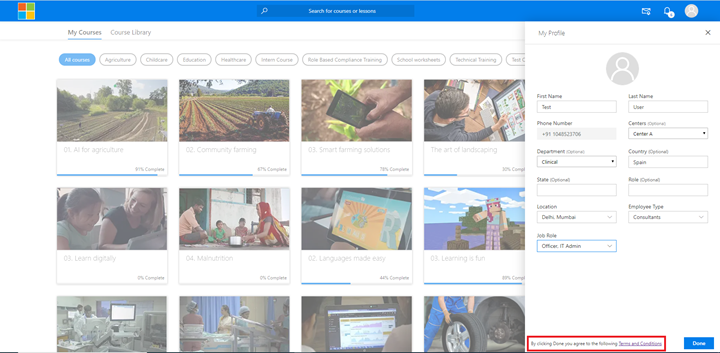 Search for courses or lessons
My Courses
Course Library
All courses
Agriculture
Childcare
Education
Healthcare
Intern Course
Role Based Compliance Training
School worksheets
Technical Training
01. AI for agriculture
91% Complete
02. Community farming
67% Complete
03. Smart farming solutions
78% Complete
The art of landscaping
30% Complete
03. Learn digitally
0% Complete
04. Malnutrition
0% Complete
02. Languages made easy
44% Complete
03. Learning is fun
89% Complete
My Profile
First Name
Last Name
Test
User
Phone Number
Centers (Optional)
+91 1048523706
Center A
Department (Optional)
Country (Optional)
Clinical
Spain
State (Optional)
Role (Optional)
Location
Employee Type
Delhi, Mumbai
Consultants
Job Role
Officer, IT Admin
By clicking Done you agree to the following Terms and Conditions
Done